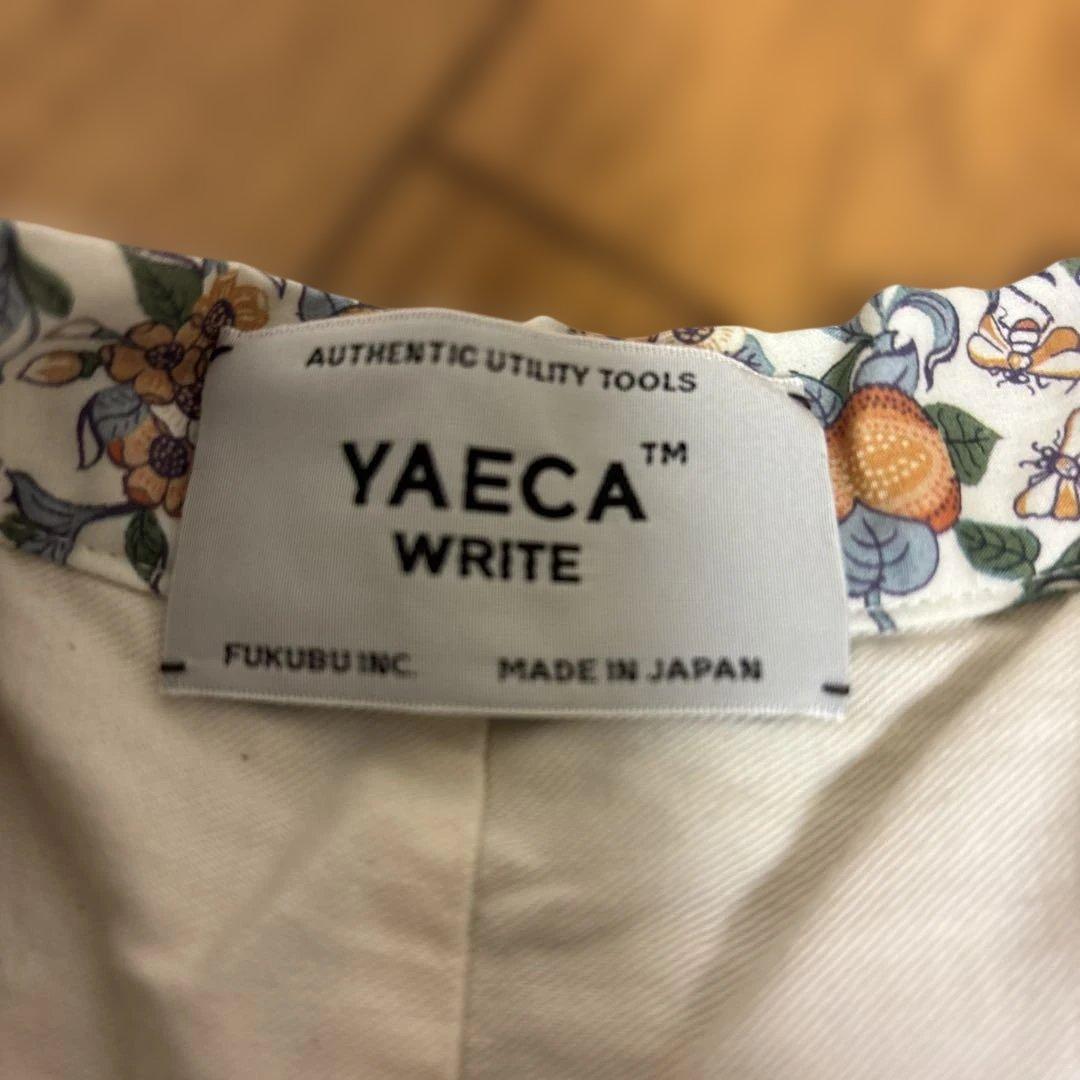 AUTHENTIC UTILITY TOOLS
YAECA™
WRITE
FUKUBU INC. MADE IN JAPAN